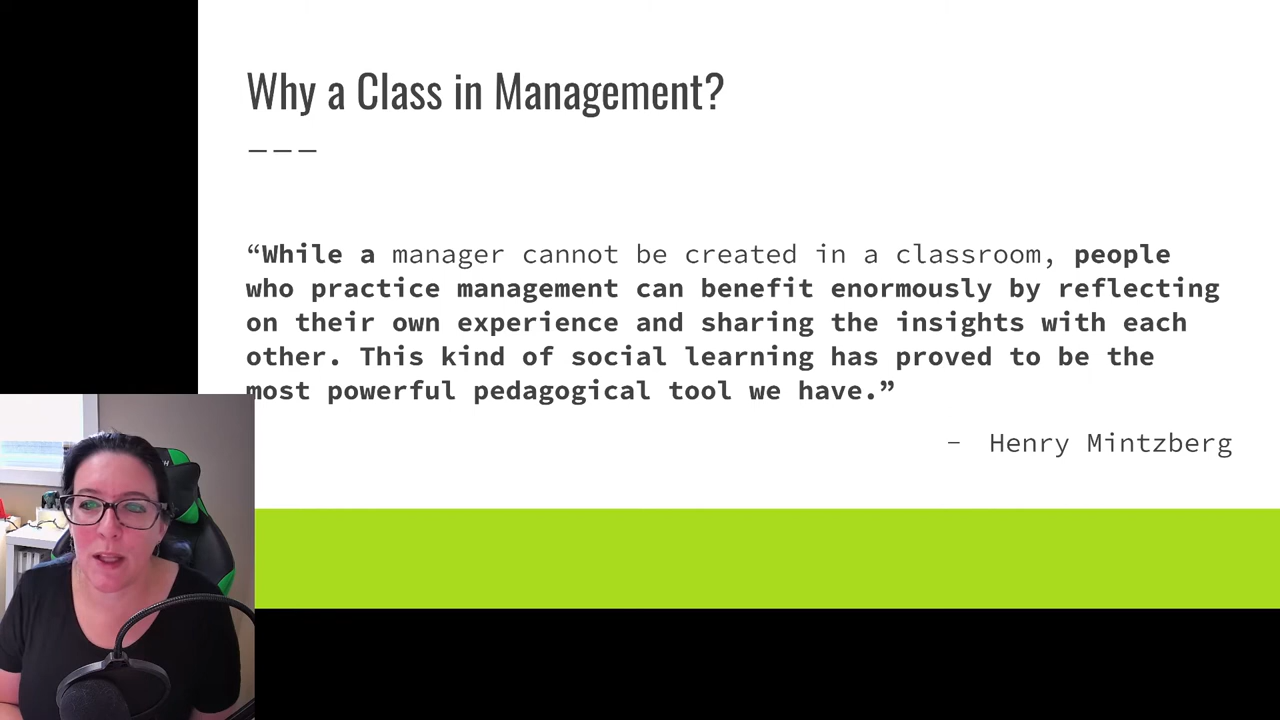 Why a Class in Management?
“While a manager cannot be created in a classroom, people
who practice management can benefit enormously by reflecting
on their own experience and sharing the insights with each
other. This kind of social learning has proved to be the
most powerful pedagogical tool we have.”
– Henry Mintzberg